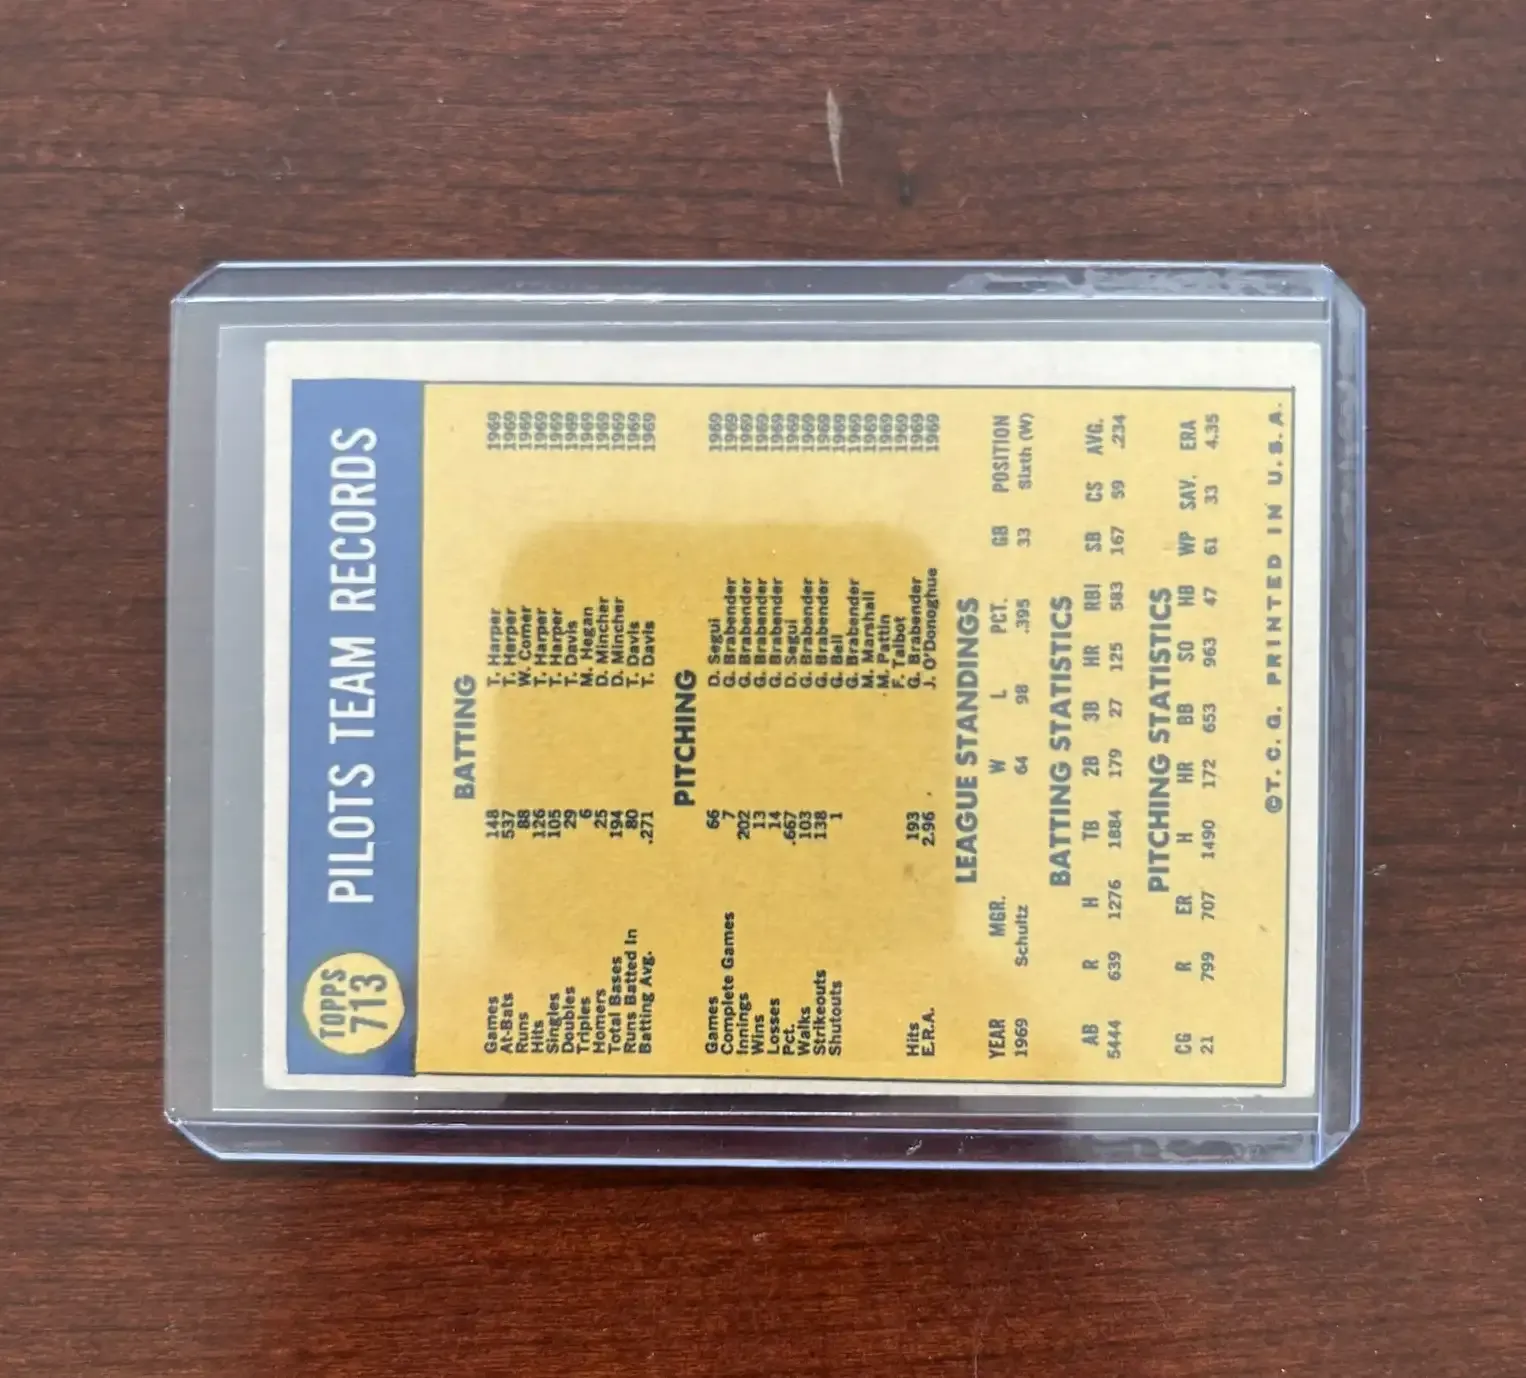 TOPPS 713
PILOTS TEAM RECORDS
BATTING
Games 148 T. Harper 1969
At-Bats 537 T. Harper 1969
Runs 88 W. Comer 1969
Hits 126 T. Harper 1969
Singles 105 T. Harper 1969
Doubles 29 T. Davis 1969
Triples 6 M. Hegan 1969
Homers 25 D. Mincher 1969
Total Bases 194 D. Mincher 1969
Runs Batted In 80 T. Davis 1969
Batting Avg. .271 T. Davis 1969
PITCHING
Games 66 D. Segui 1969
Complete Games 7 G. Brabender 1969
Innings 202 G. Brabender 1969
Wins 13 G. Brabender 1969
Losses 14 G. Brabender 1969
Pct. .667 D. Segui 1969
Walks 103 G. Brabender 1969
Strikeouts 138 G. Brabender 1969
Shutouts 1 G. Bell 1969
G. Brabender 1969
M. Marshall 1969
M. Pattin 1969
F. Talbot 1969
Hits 193 G. Brabender 1969
E.R.A. 2.96 J. O'Donoghue 1969
LEAGUE STANDINGS
YEAR MGR. W L PCT. GB POSITION
1969 Schultz 64 98 .395 33 Sixth (W)
BATTING STATISTICS
AB R H TB 2B 3B HR RBI SB CS AVG.
5444 639 1276 1884 179 27 125 583 167 59 .234
PITCHING STATISTICS
CG R ER H HR BB SO HB WP SAV. ERA
21 799 707 1490 172 653 963 47 61 33 4.35
©T.C.G. PRINTED IN U.S.A.